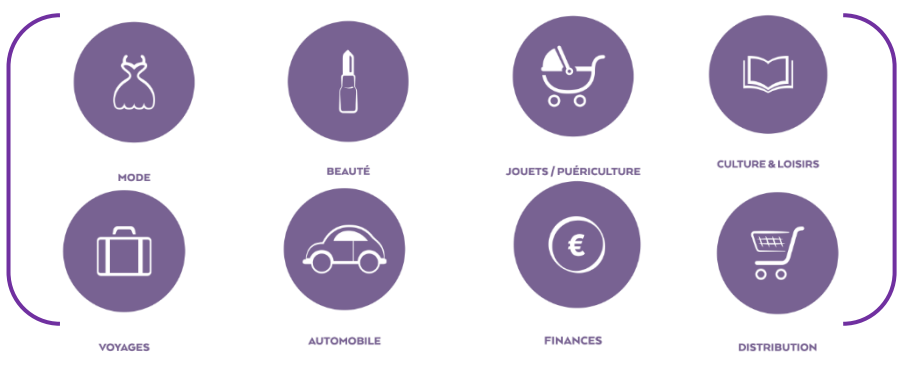 MODE
BEAUTÉ
JOUETS / PUÉRICULTURE
CULTURE & LOISIRS
€
VOYAGES
AUTOMOBILE
FINANCES
DISTRIBUTION